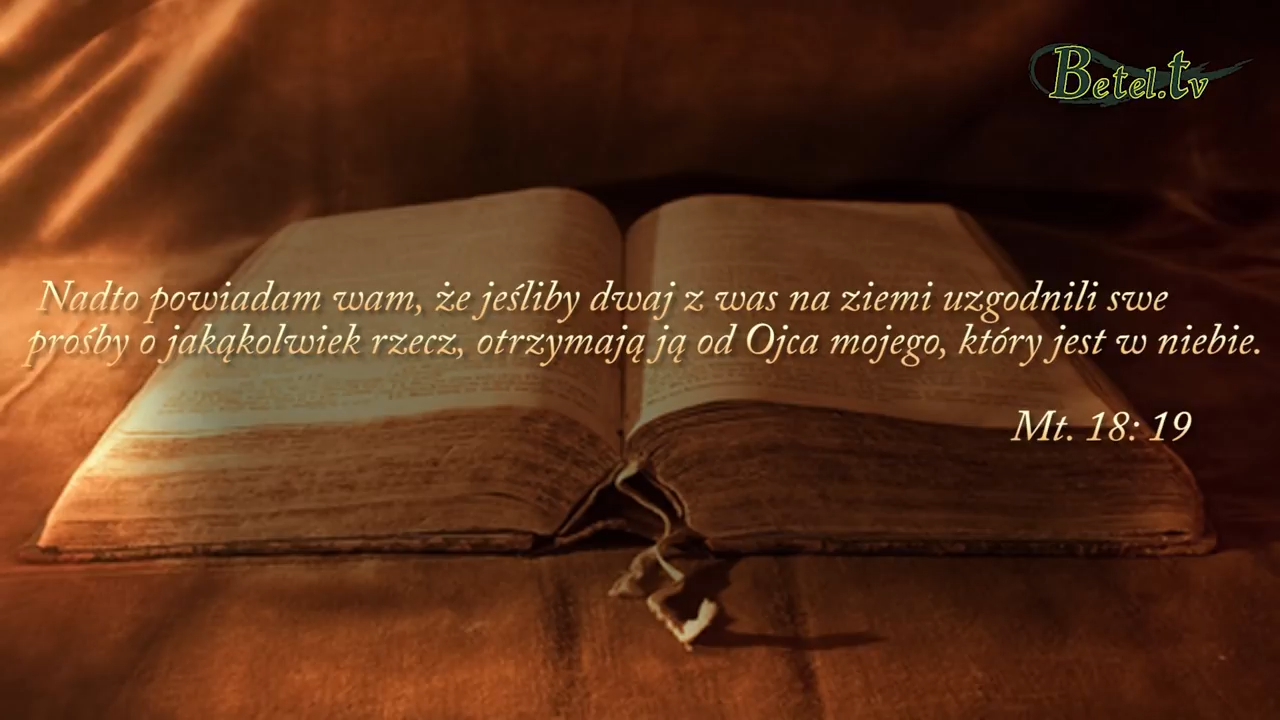 Betel.tv
Nadto powiadam wam, że jeśliby dwaj z was na ziemi uzgodnili swe
prośby o jakąkolwiek rzecz, otrzymają ją od Ojca mojego, który jest w niebie.
Mt. 18: 19